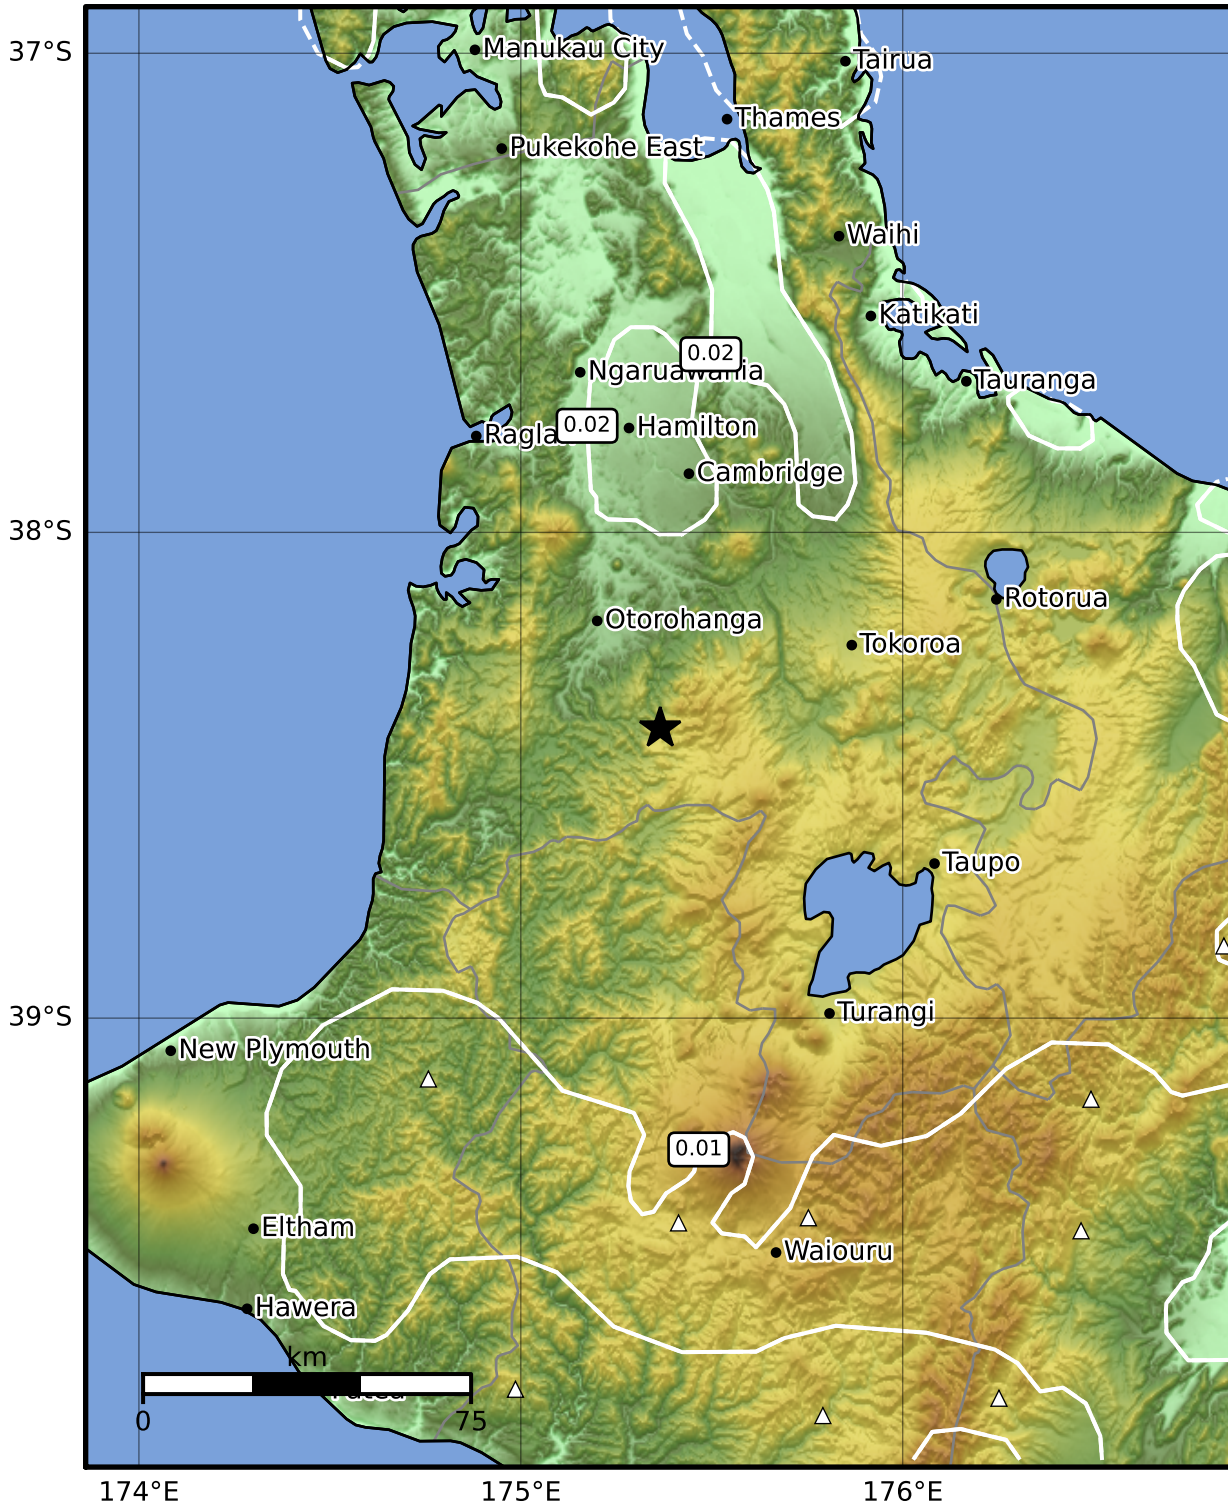 37°S
Manukau City
Tairua
Thames
Pukekohe East
Waihi
Katikati
0.02
Ngaruawahia
Tauranga
0.02
Hamilton
Cambridge
38°S
Rotorua
Otorohanga
Tokoroa
Taupo
39°S
Turangi
New Plymouth
0.01
Eltham
Waiouru
Hawera
km
0
75
174°E
175°E
176°E